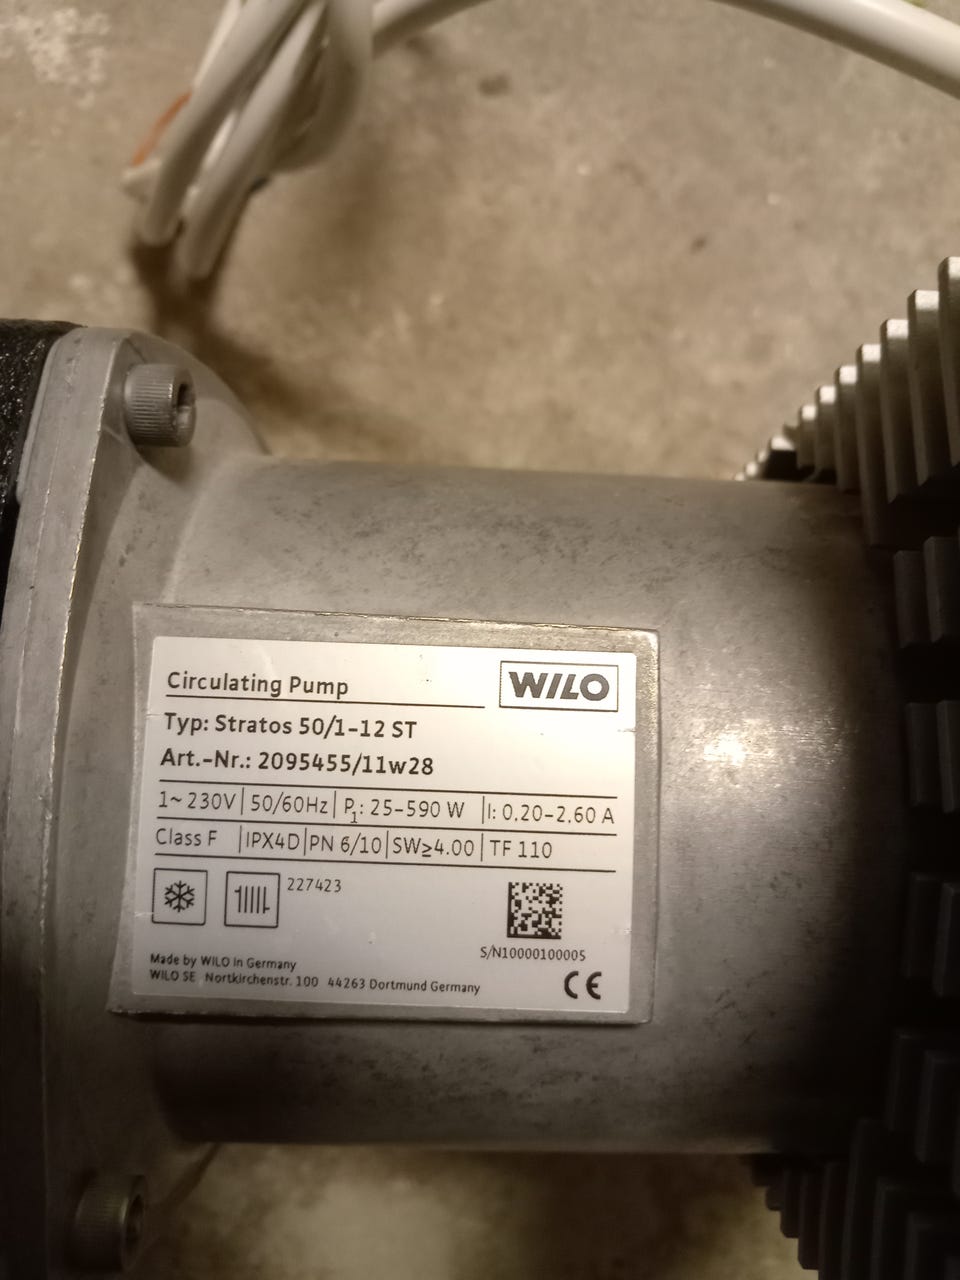 Circulating Pump
WILO
Typ: Stratos 50/1-12 ST
Art.-Nr.: 2095455/11w28
1~ 230V 50/60Hz P1: 25-590 W I: 0,20-2,60 A
Class F IPX4D PN 6/10 SW≥4.00 TF 110
227423
S/N10000100005
Made by WILO in Germany
WILO SE Nortkirchenstr. 100 44263 Dortmund Germany
CE